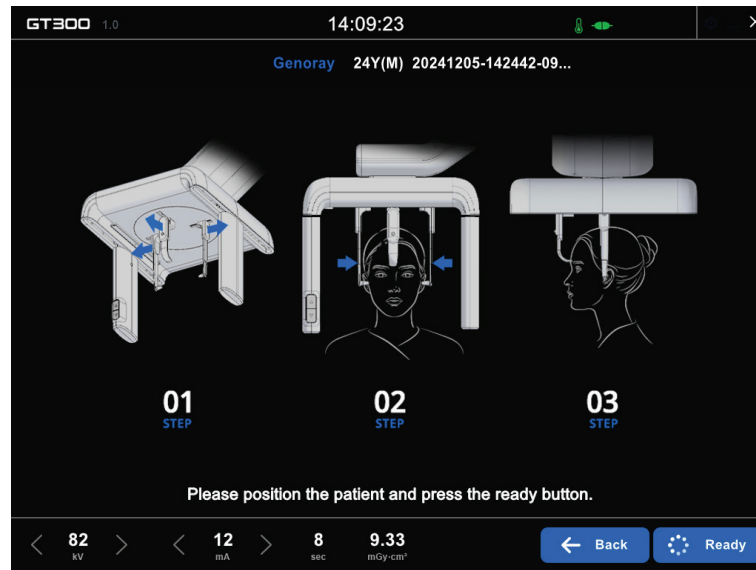 GT300 1.0 14:09:23
Genoray 24Y(M) 20241205-142442-09...
01 02 03
STEP STEP STEP
Please position the patient and press the ready button.
82 12 8 9.33 Back Ready
kV mA sec mGy·cm²